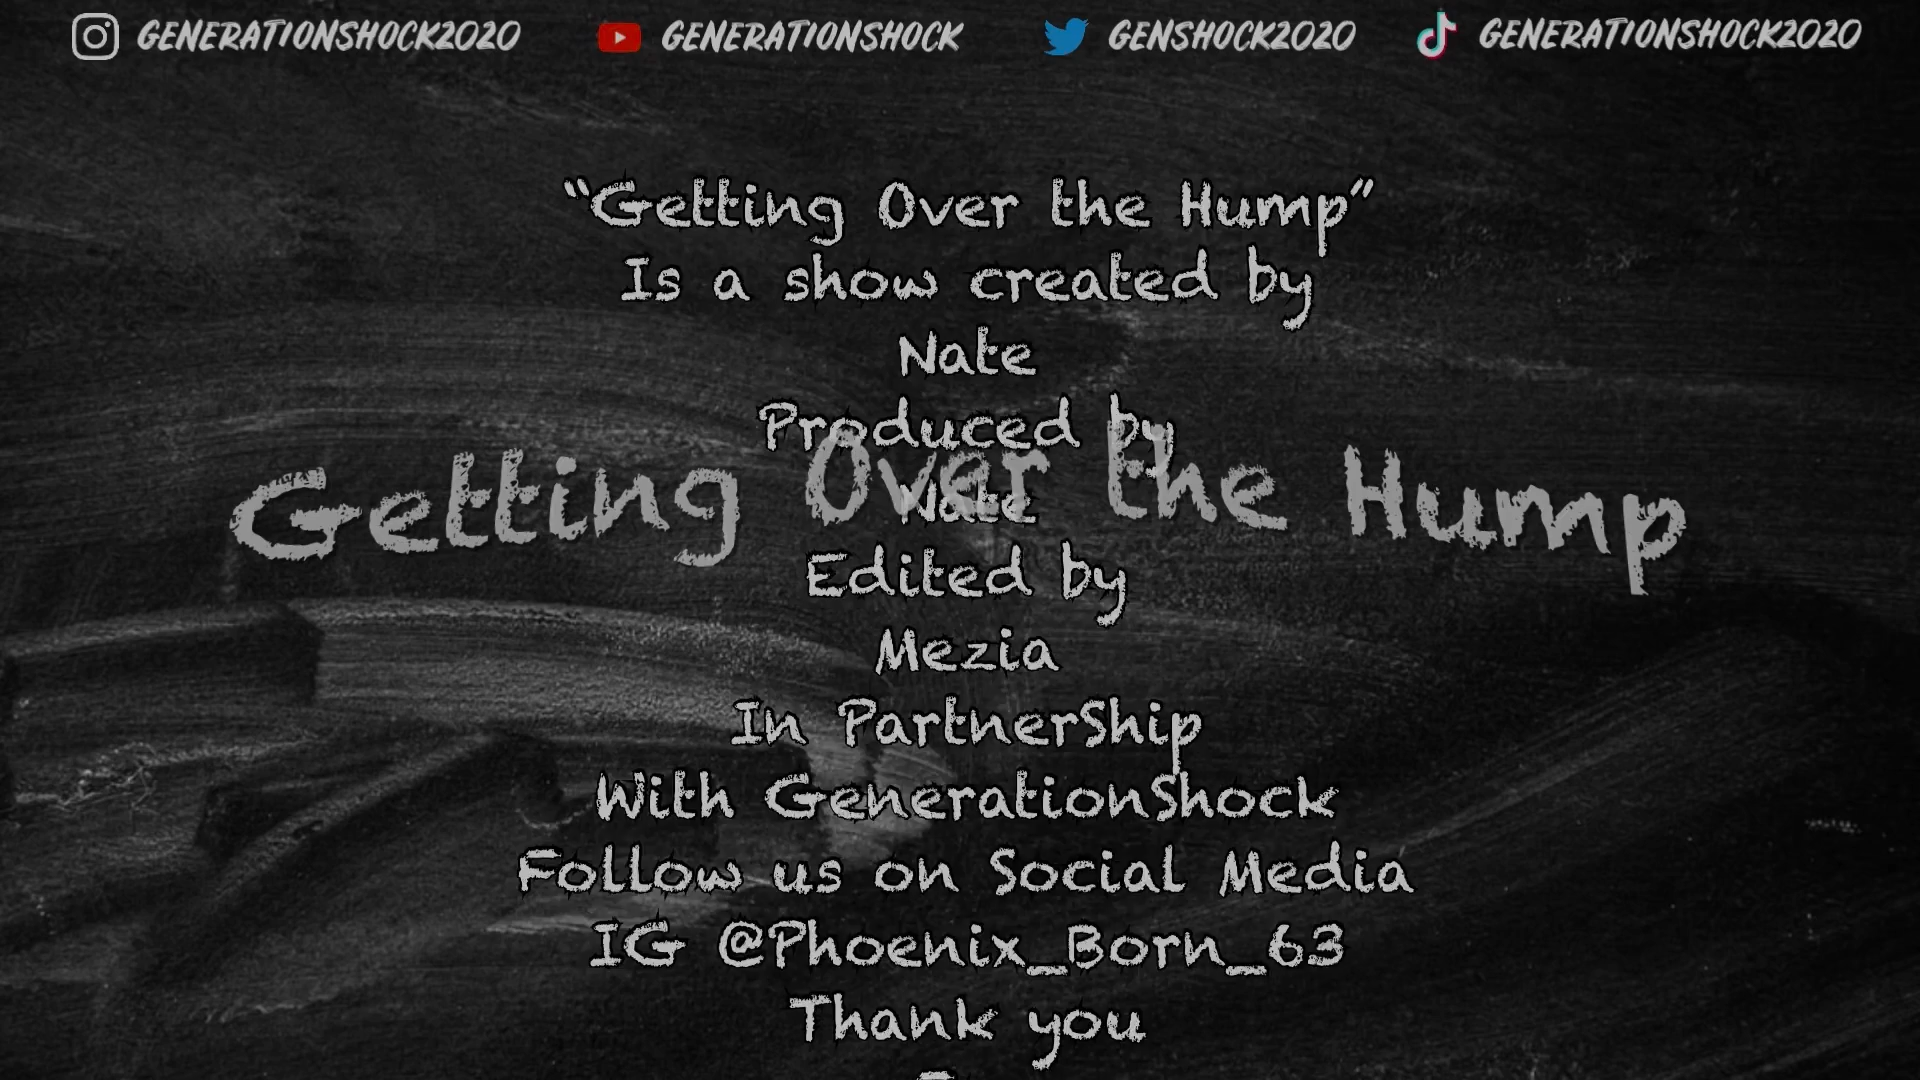 GENERATIONSHOCK2020 GENERATIONSHOCK GENSHOCK2020 GENERATIONSHOCK2020
“Getting Over the Hump”
Is a show created by
Nate
Produced by
Getting Over the Hump
Nate
Edited by
Mezia
In PartnerShip
With GenerationShock
Follow us on Social Media
IG @Phoenix_Born_63
Thank you